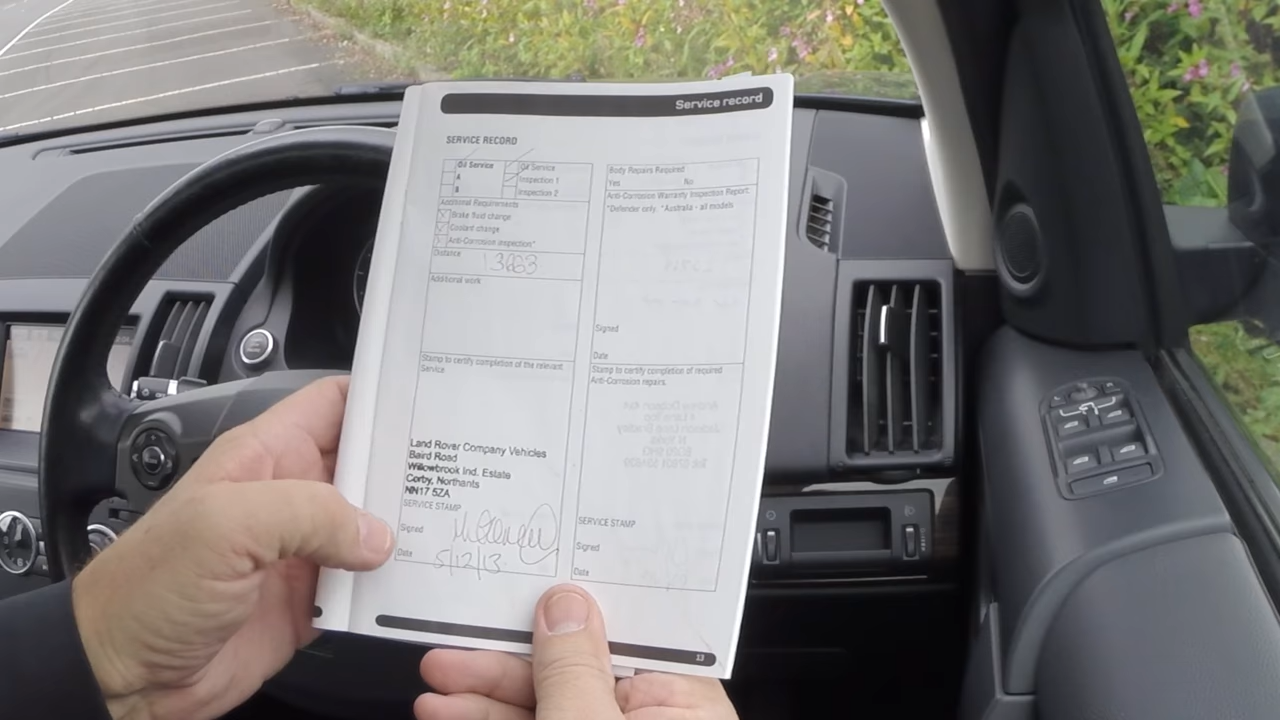 Service record
SERVICE RECORD
Oil Service
A
B
Oil Service
Inspection 1
Inspection 2
Additional Requirements
Brake fluid change
Coolant change
Anti-Corrosion inspection*
Distance
13663
Additional work
Stamp to certify completion of the relevant
Service.
Land Rover Company Vehicles
Baird Road
Willowbrook Ind. Estate
Corby, Northants
NN17 5ZA
SERVICE STAMP
Signed
Date
5/12/13
Body Repairs Required
Yes No
Anti-Corrosion Warranty Inspection Report.
*Defender only. *Australia - all models
Signed
Date
Stamp to certify completion of required
Anti-Corrosion repairs.
SERVICE STAMP
Signed
Date
13